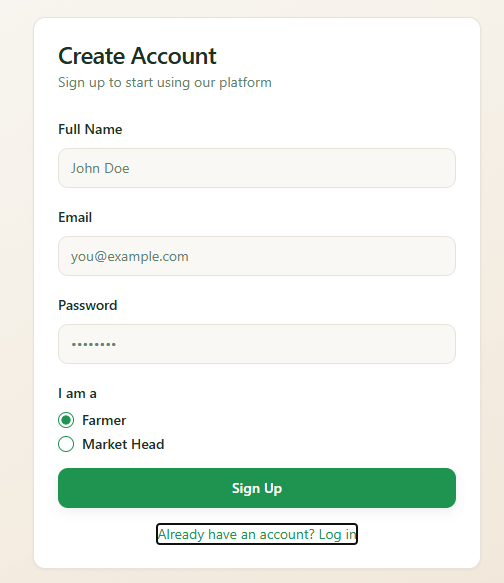 Create Account
Sign up to start using our platform
Full Name
John Doe
Email
you@example.com
Password
••••••••
I am a
Farmer
Market Head
Sign Up
Already have an account? Log in